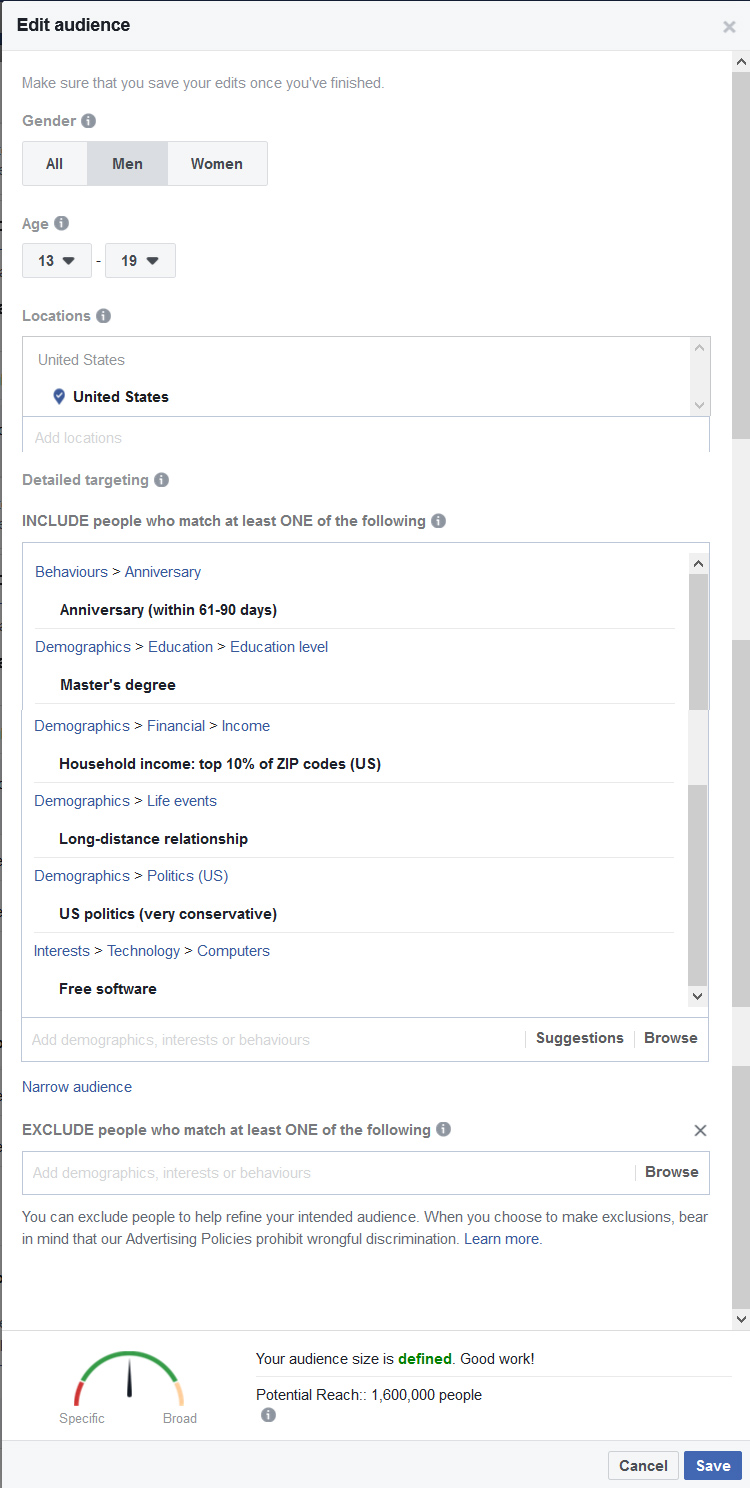 Edit audience
Make sure that you save your edits once you've finished.
Gender
All Men Women
Age
13 - 19
Locations
United States
United States
Add locations
Detailed targeting
INCLUDE people who match at least ONE of the following
Behaviours > Anniversary
Anniversary (within 61-90 days)
Demographics > Education > Education level
Master's degree
Demographics > Financial > Income
Household income: top 10% of ZIP codes (US)
Demographics > Life events
Long-distance relationship
Demographics > Politics (US)
US politics (very conservative)
Interests > Technology > Computers
Free software
Add demographics, interests or behaviours Suggestions Browse
Narrow audience
EXCLUDE people who match at least ONE of the following
Add demographics, interests or behaviours Browse
You can exclude people to help refine your intended audience. When you choose to make exclusions, bear
in mind that our Advertising Policies prohibit wrongful discrimination. Learn more.
Your audience size is defined. Good work!
Potential Reach:: 1,600,000 people
Specific Broad
Cancel Save